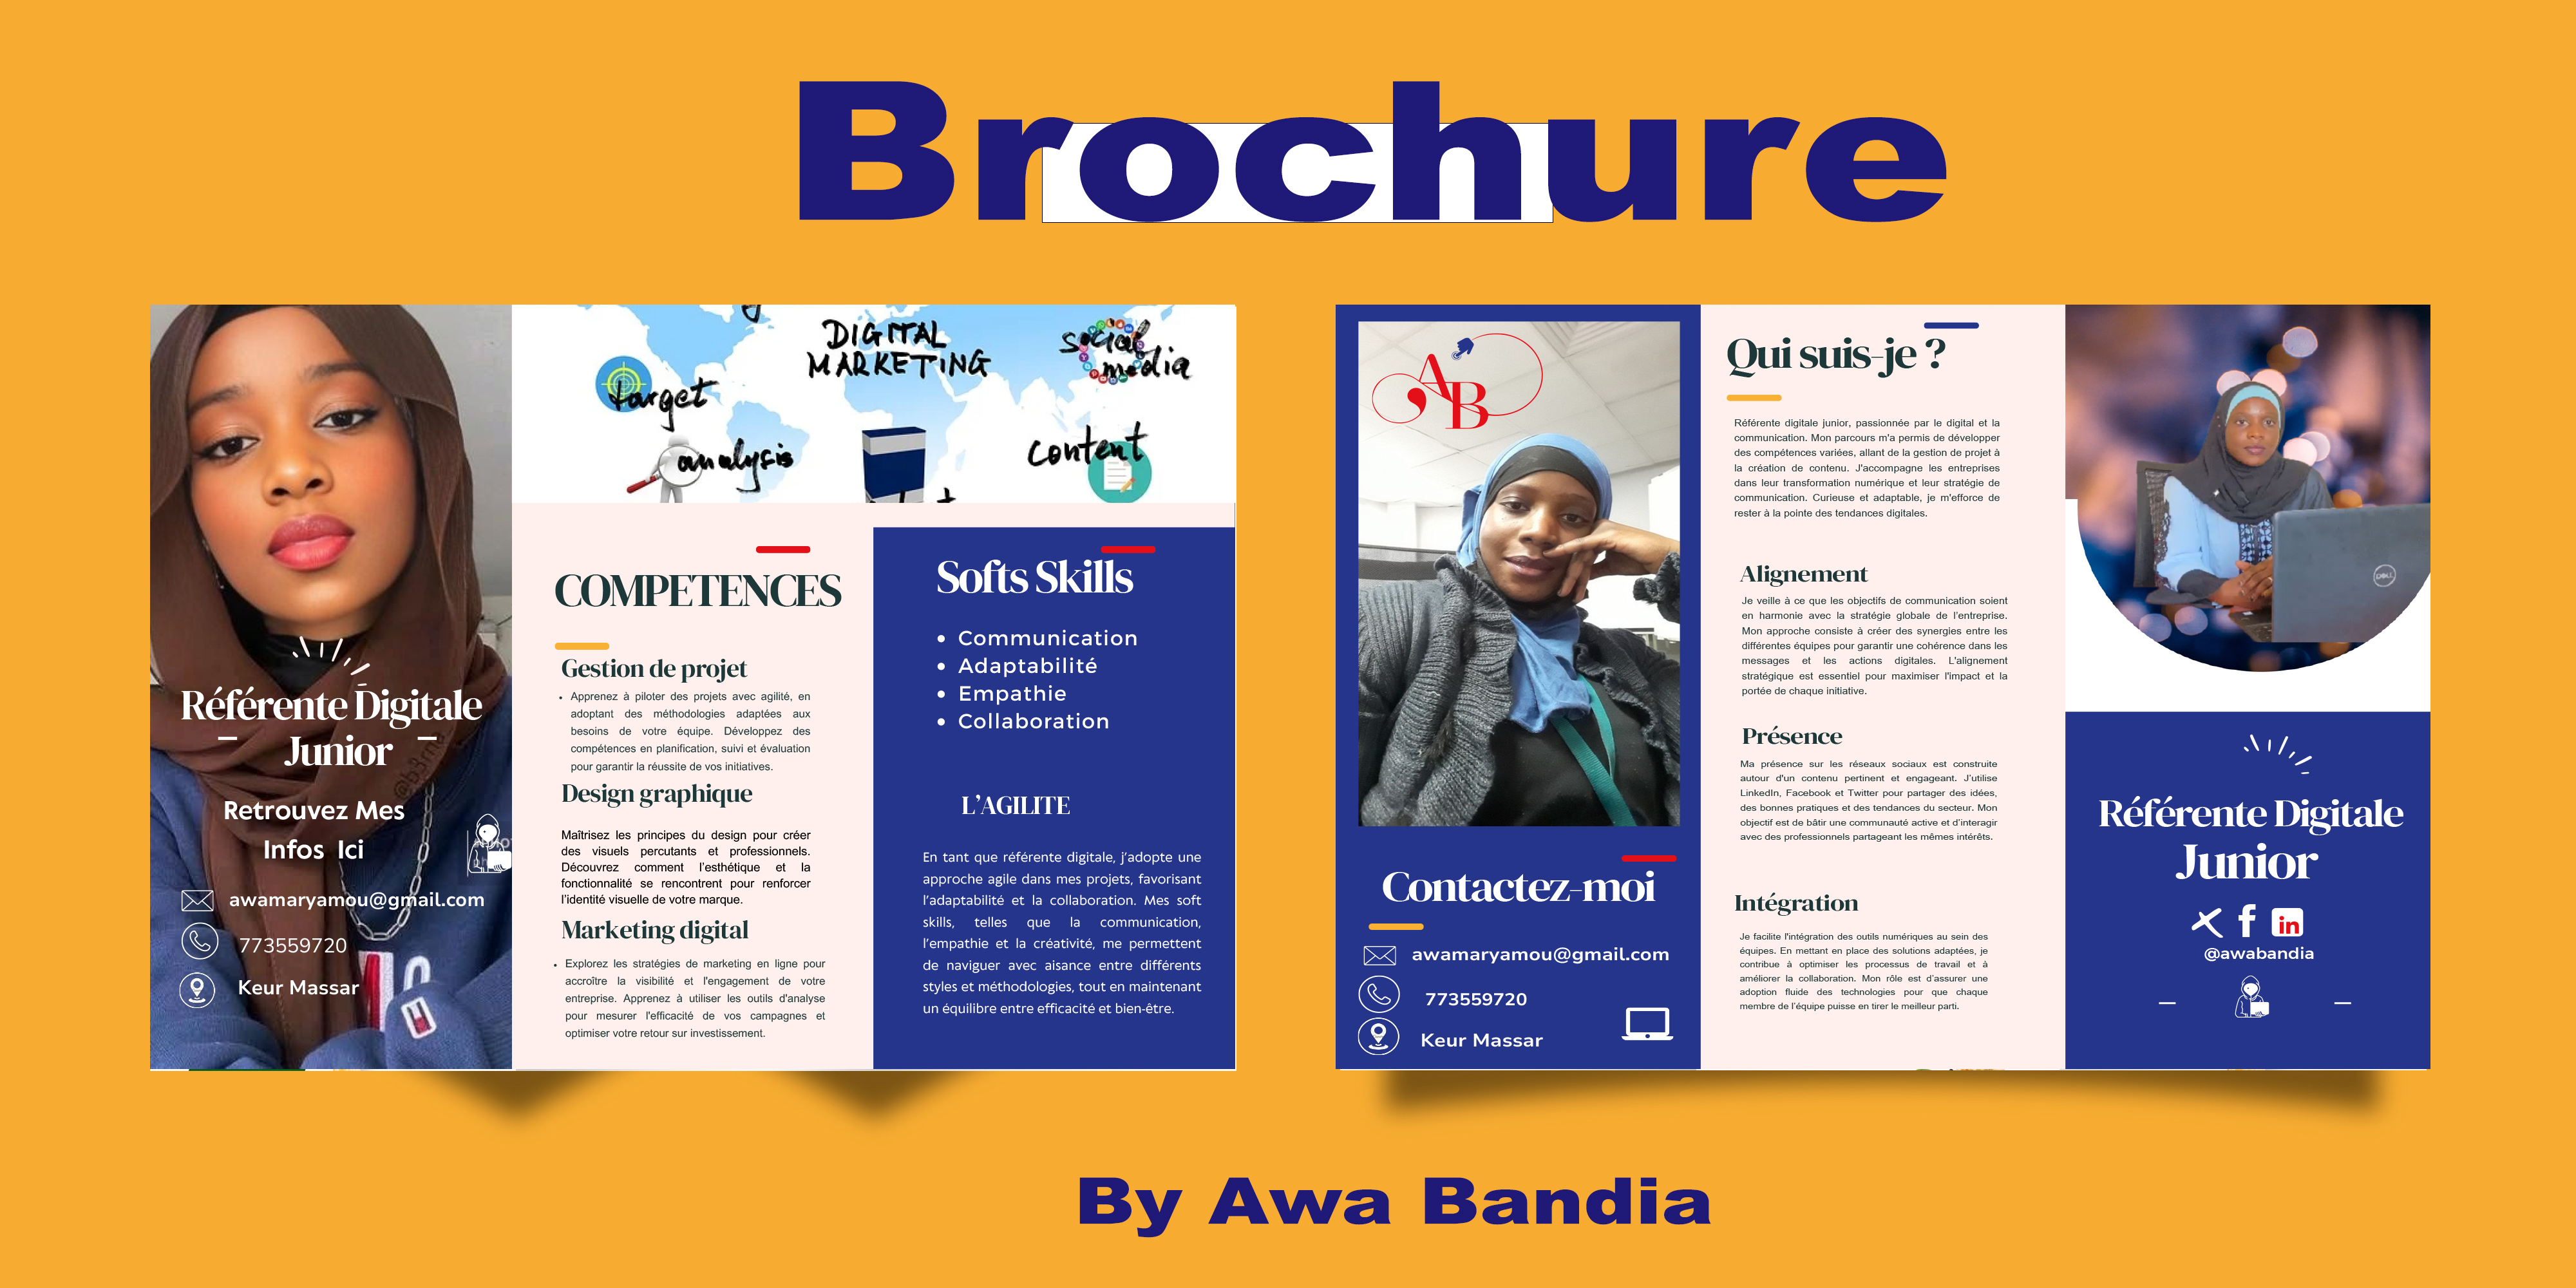 Brochure
Référente Digitale
Junior
Retrouvez Mes
Infos Ici
awamaryamou@gmail.com
773559720
Keur Massar
DIGITAL
MARKETING
social
media
target
analysis
content
COMPETENCES
Gestion de projet
• Apprenez à piloter des projets avec agilité, en
adoptant des méthodologies adaptées aux
besoins de votre équipe. Développez des
compétences en planification, suivi et évaluation
pour garantir la réussite de vos initiatives.
Design graphique
Maîtrisez les principes du design pour créer
des visuels percutants et professionnels.
Découvrez comment l'esthétique et la
fonctionnalité se rencontrent pour renforcer
l'identité visuelle de votre marque.
Marketing digital
• Explorez les stratégies de marketing en ligne pour
accroître la visibilité et l'engagement de votre
entreprise. Apprenez à utiliser les outils d'analyse
pour mesurer l'efficacité de vos campagnes et
optimiser votre retour sur investissement.
Softs Skills
• Communication
• Adaptabilité
• Empathie
• Collaboration
L'AGILITE
En tant que référente digitale, j'adopte une
approche agile dans mes projets, favorisant
l'adaptabilité et la collaboration. Mes soft
skills, telles que la communication,
l'empathie et la créativité, me permettent
de naviguer avec aisance entre différents
styles et méthodologies, tout en maintenant
un équilibre entre efficacité et bien-être.
AB
Contactez-moi
awamaryamou@gmail.com
773559720
Keur Massar
Qui suis-je ?
Référente digitale junior, passionnée par le digital et la
communication. Mon parcours m'a permis de développer
des compétences variées, allant de la gestion de projet à
la création de contenu. J'accompagne les entreprises
dans leur transformation numérique et leur stratégie de
communication. Curieuse et adaptable, je m'efforce de
rester à la pointe des tendances digitales.
Alignement
Je veille à ce que les objectifs de communication soient
en harmonie avec la stratégie globale de l'entreprise.
Mon approche consiste à créer des synergies entre les
différentes équipes pour garantir une cohérence dans les
messages et les actions digitales. L'alignement
stratégique est essentiel pour maximiser l'impact et la
portée de chaque initiative.
Présence
Ma présence sur les réseaux sociaux est construite
autour d'un contenu pertinent et engageant. J'utilise
LinkedIn, Facebook et Twitter pour partager des idées,
des bonnes pratiques et des tendances du secteur. Mon
objectif est de bâtir une communauté active et d'interagir
avec des professionnels partageant les mêmes intérêts.
Intégration
Je facilite l'intégration des outils numériques au sein des
équipes. En mettant en place des solutions adaptées, je
contribue à optimiser les processus de travail et à
améliorer la collaboration. Mon rôle est d'assurer une
adoption fluide des technologies pour que chaque
membre de l'équipe puisse en tirer le meilleur parti.
DELL
Référente Digitale
Junior
f in
@awabandia
By Awa Bandia